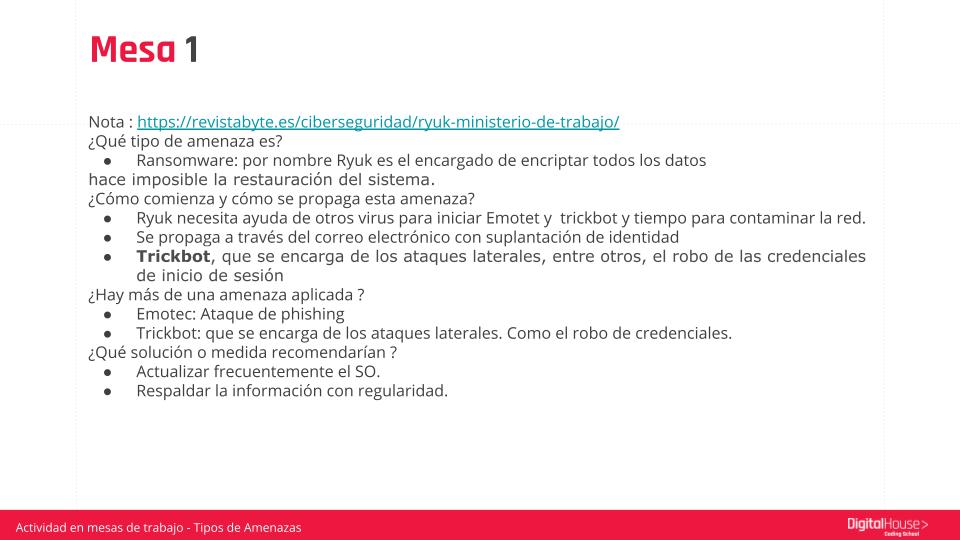 Mesa 1
Nota : https://revistabyte.es/ciberseguridad/ryuk-ministerio-de-trabajo/
¿Qué tipo de amenaza es?
● Ransomware: por nombre Ryuk es el encargado de encriptar todos los datos
hace imposible la restauración del sistema.
¿Cómo comienza y cómo se propaga esta amenaza?
● Ryuk necesita ayuda de otros virus para iniciar Emotet y  trickbot y tiempo para contaminar la red.
● Se propaga a través del correo electrónico con suplantación de identidad
● Trickbot, que se encarga de los ataques laterales, entre otros, el robo de las credenciales
de inicio de sesión
¿Hay más de una amenaza aplicada ?
● Emotec: Ataque de phishing
● Trickbot: que se encarga de los ataques laterales. Como el robo de credenciales.
¿Qué solución o medida recomendarían ?
● Actualizar frecuentemente el SO.
● Respaldar la información con regularidad.
Actividad en mesas de trabajo - Tipos de Amenazas
DigitalHouse>
Coding School